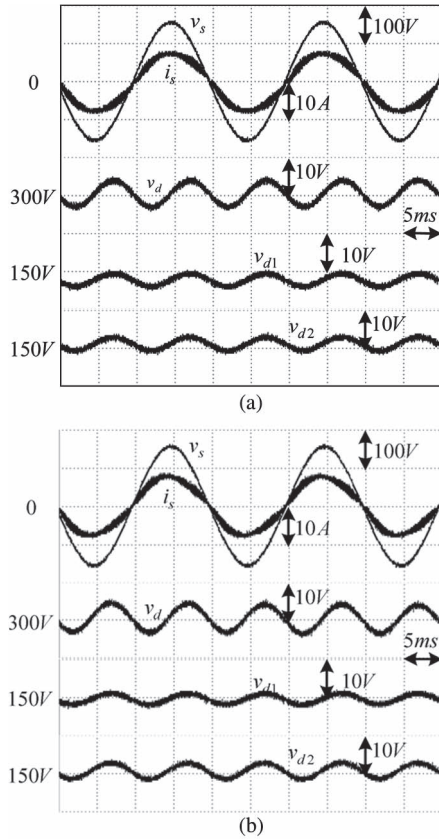 v_s
100V
0
i_s
10A
10V
300V
v_d
5ms
150V
v_d1
10V
150V
v_d2
10V
(a)
v_s
100V
0
i_s
10A
10V
300V
v_d
5ms
150V
v_d1
10V
150V
v_d2
10V
(b)